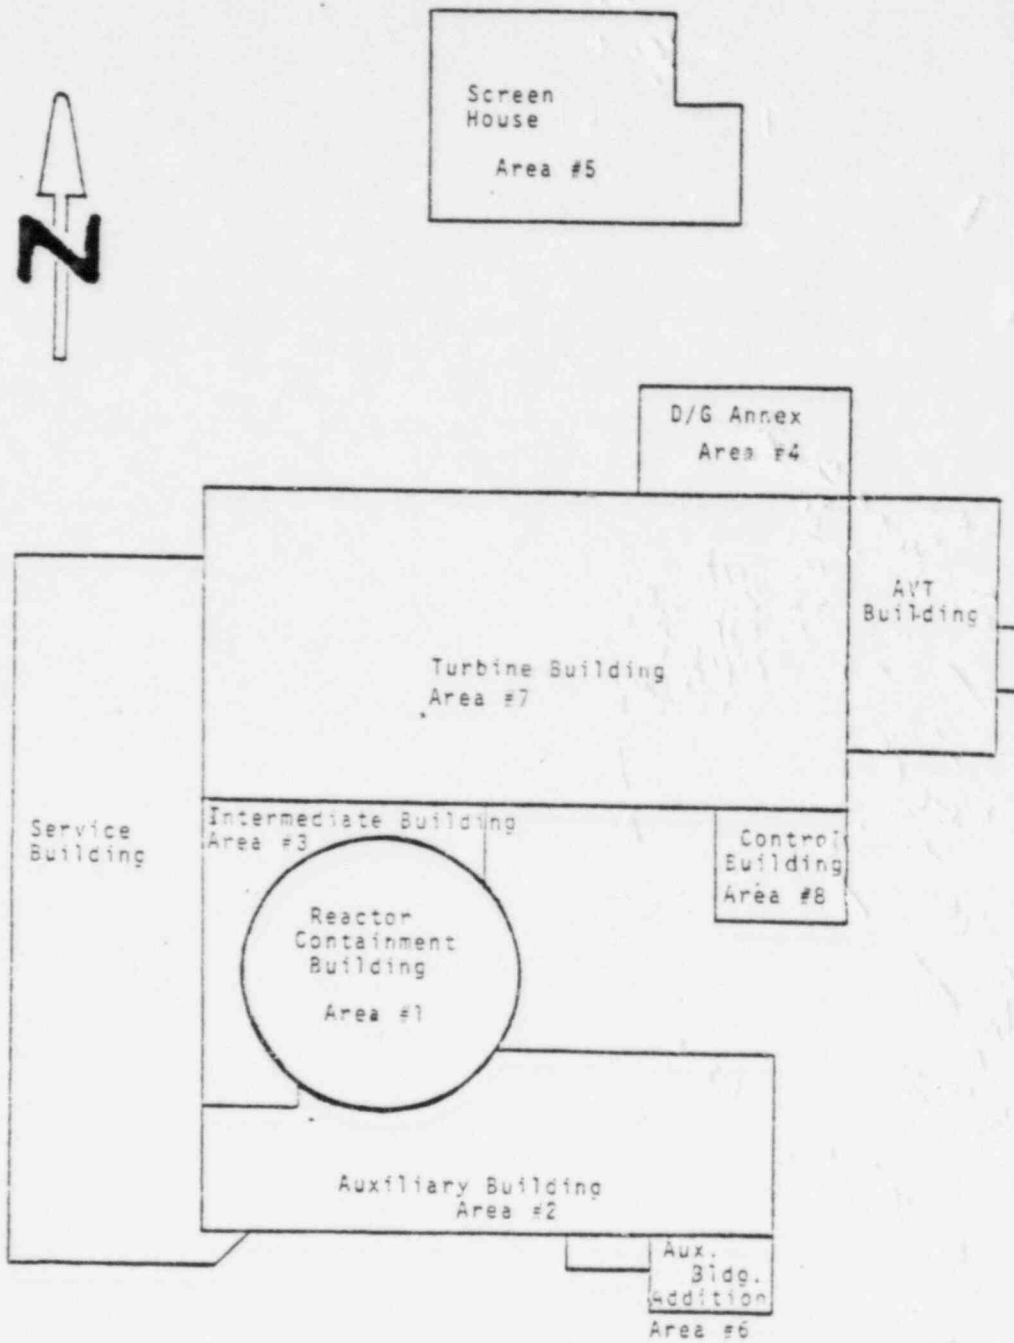 Screen
House
Area #5
N
D/G Annex
Area #4
AVT
Building
Turbine Building
Area #7
Service
Building
Intermediate Building
Area #3
Control
Building
Area #8
Reactor
Containment
Building
Area #1
Auxiliary Building
Area #2
Aux.
Bldg.
Addition
Area #6